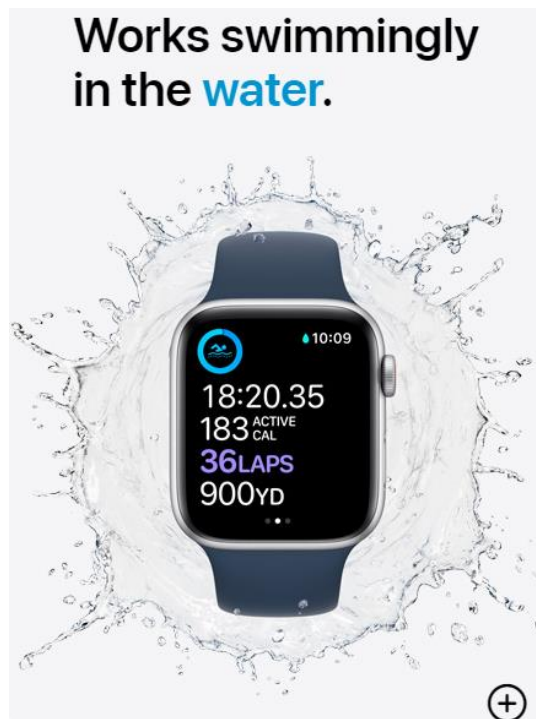 Works swimmingly
in the water.
10:09
18:20.35
183 ACTIVE CAL
36LAPS
900YD